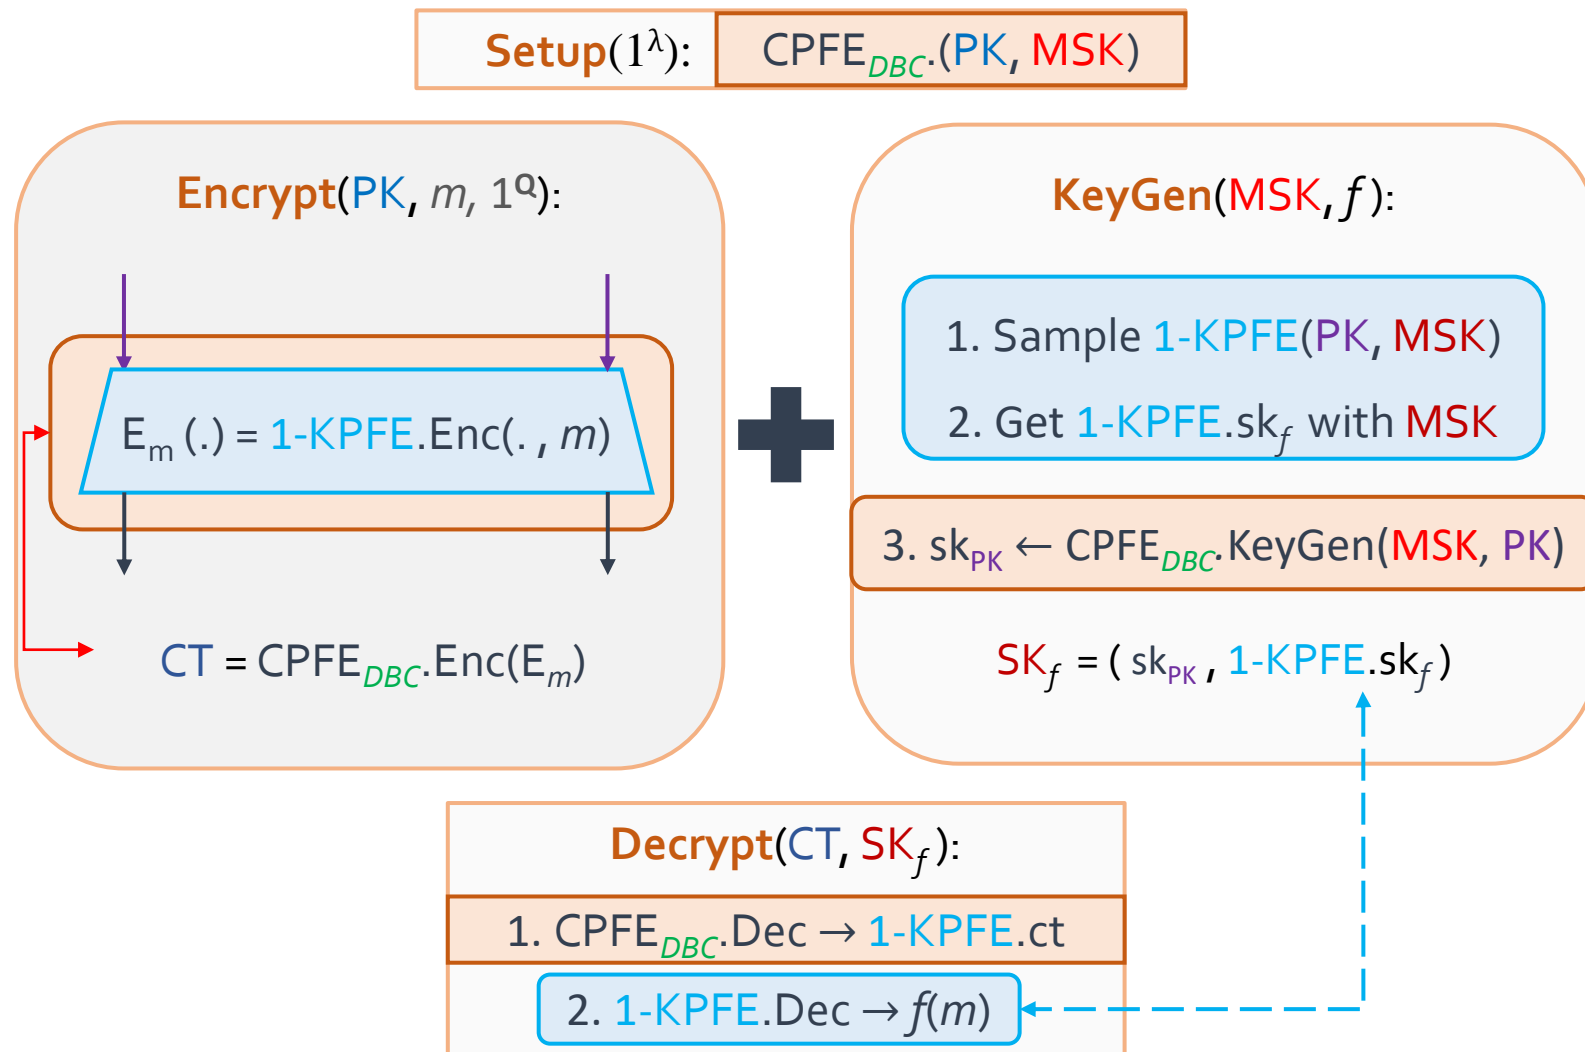 Setup(1^λ): CPFE_DBC.(PK, MSK)
Encrypt(PK, m, 1^Q):
E_m (.) = 1-KPFE.Enc(. , m)
CT = CPFE_DBC.Enc(E_m)
KeyGen(MSK, f ):
1. Sample 1-KPFE(PK, MSK)
2. Get 1-KPFE.sk_f with MSK
3. sk_PK ← CPFE_DBC.KeyGen(MSK, PK)
SK_f = ( sk_PK , 1-KPFE.sk_f )
Decrypt(CT, SK_f ):
1. CPFE_DBC.Dec → 1-KPFE.ct
2. 1-KPFE.Dec → f(m)